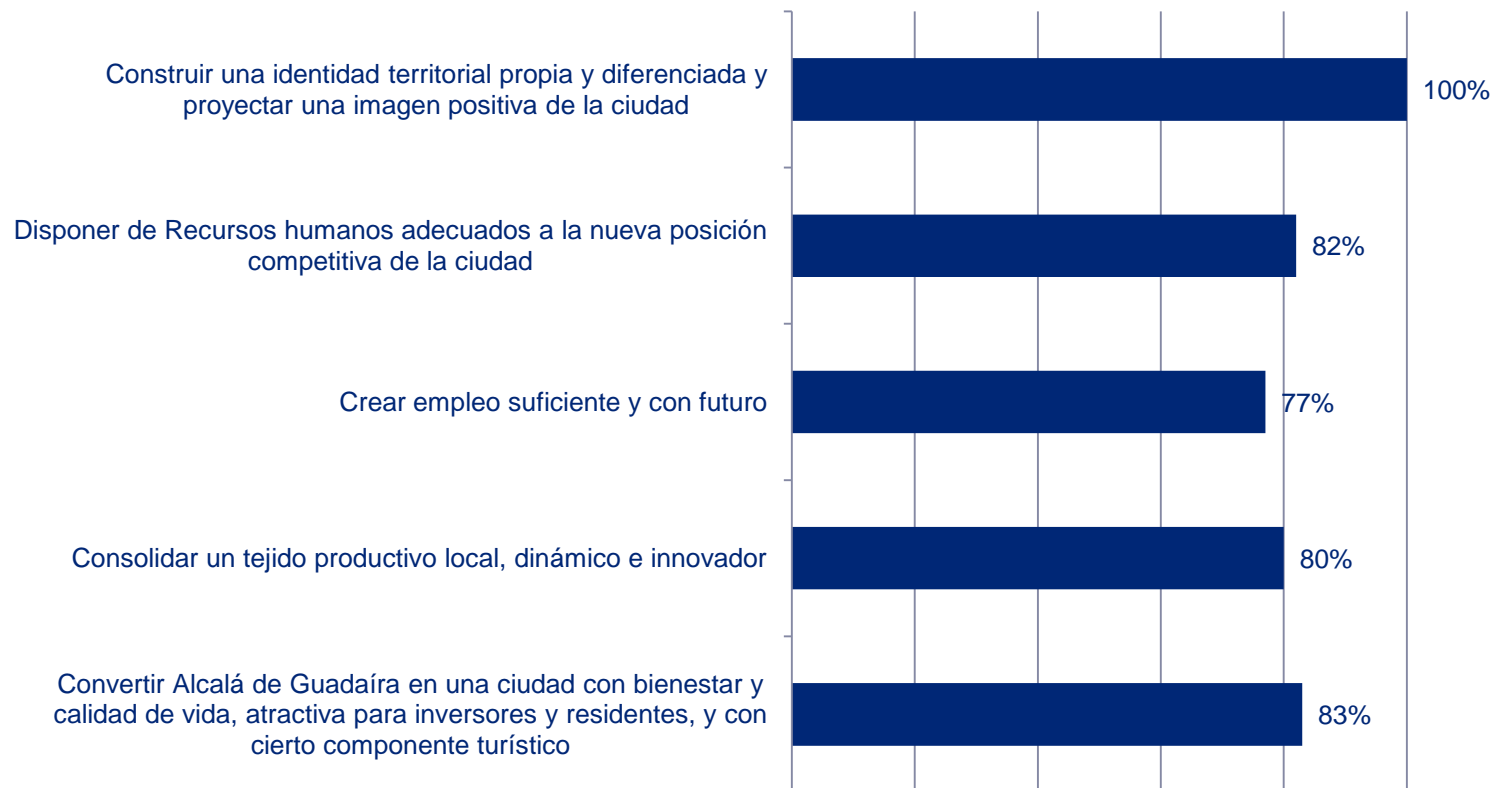 Construir una identidad territorial propia y diferenciada y
proyectar una imagen positiva de la ciudad
100%
Disponer de Recursos humanos adecuados a la nueva posición
competitiva de la ciudad
82%
Crear empleo suficiente y con futuro
77%
Consolidar un tejido productivo local, dinámico e innovador
80%
Convertir Alcalá de Guadaíra en una ciudad con bienestar y
calidad de vida, atractiva para inversores y residentes, y con
cierto componente turístico
83%